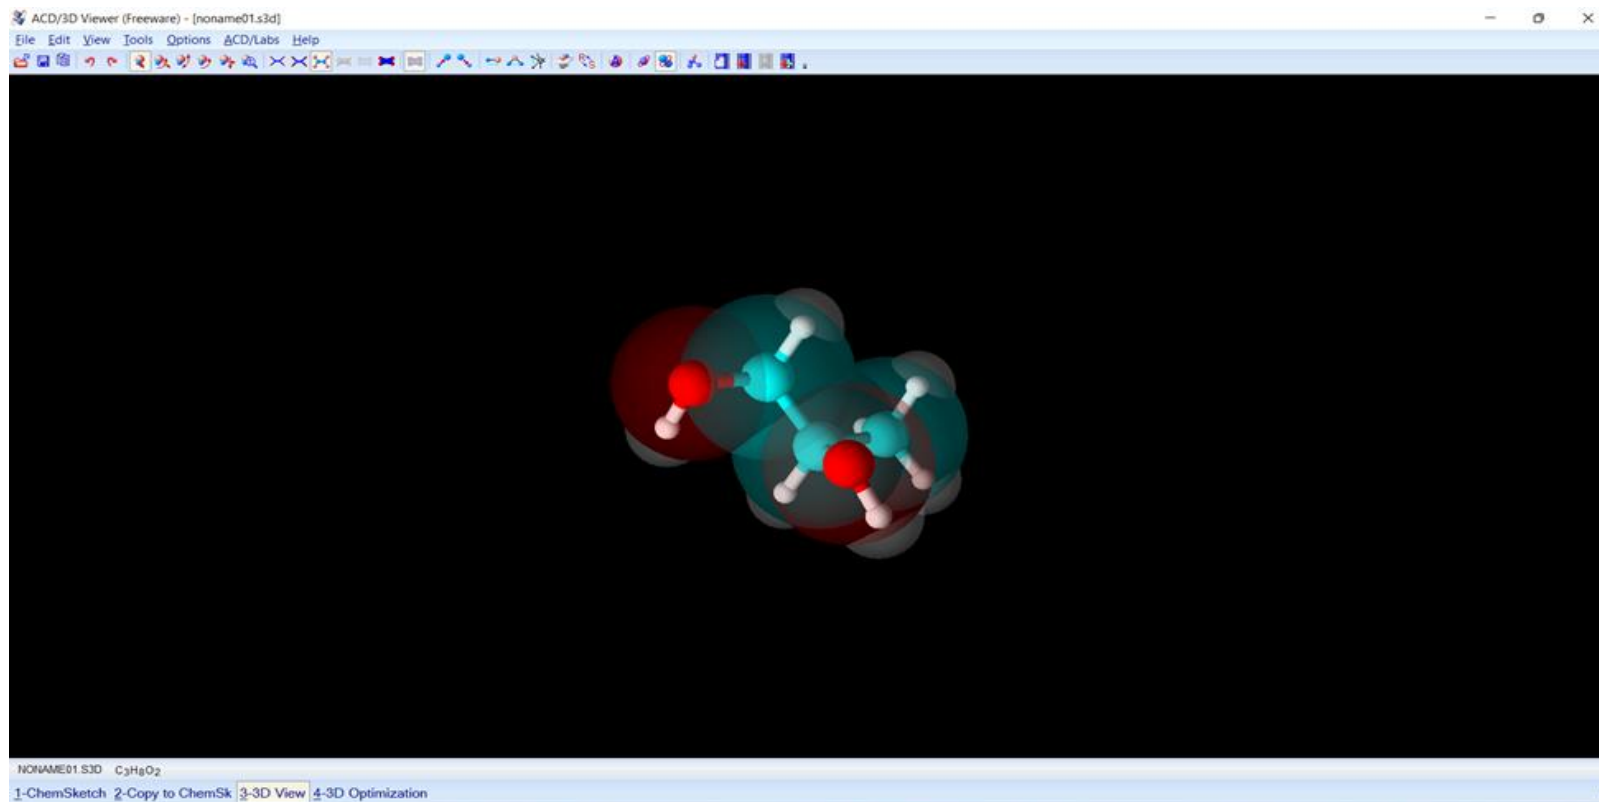 ACD/3D Viewer (Freeware) - [noname01.s3d]
File Edit View Tools Options ACD/Labs Help
NONAME01.S3D C3H8O2
1-ChemSketch 2-Copy to ChemSk 3-3D View 4-3D Optimization